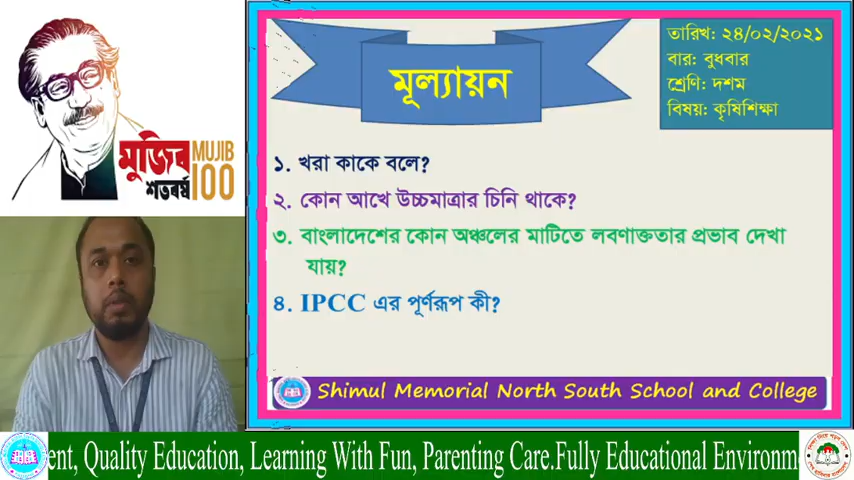 মুজিব
শতবর্ষ
MUJIB
100
মূল্যায়ন
তারিখ: ২৪/০২/২০২১
বার: বুধবার
শ্রেণি: দশম
বিষয়: কৃষিশিক্ষা
১. খরা কাকে বলে?
২. কোন আখে উচ্চমাত্রার চিনি থাকে?
৩. বাংলাদেশের কোন অঞ্চলের মাটিতে লবণাক্ততার প্রভাব দেখা
যায়?
৪. IPCC এর পূর্ণরূপ কী?
Shimul Memorial North South School and College
ent, Quality Education, Learning With Fun, Parenting Care.Fully Educational Environm